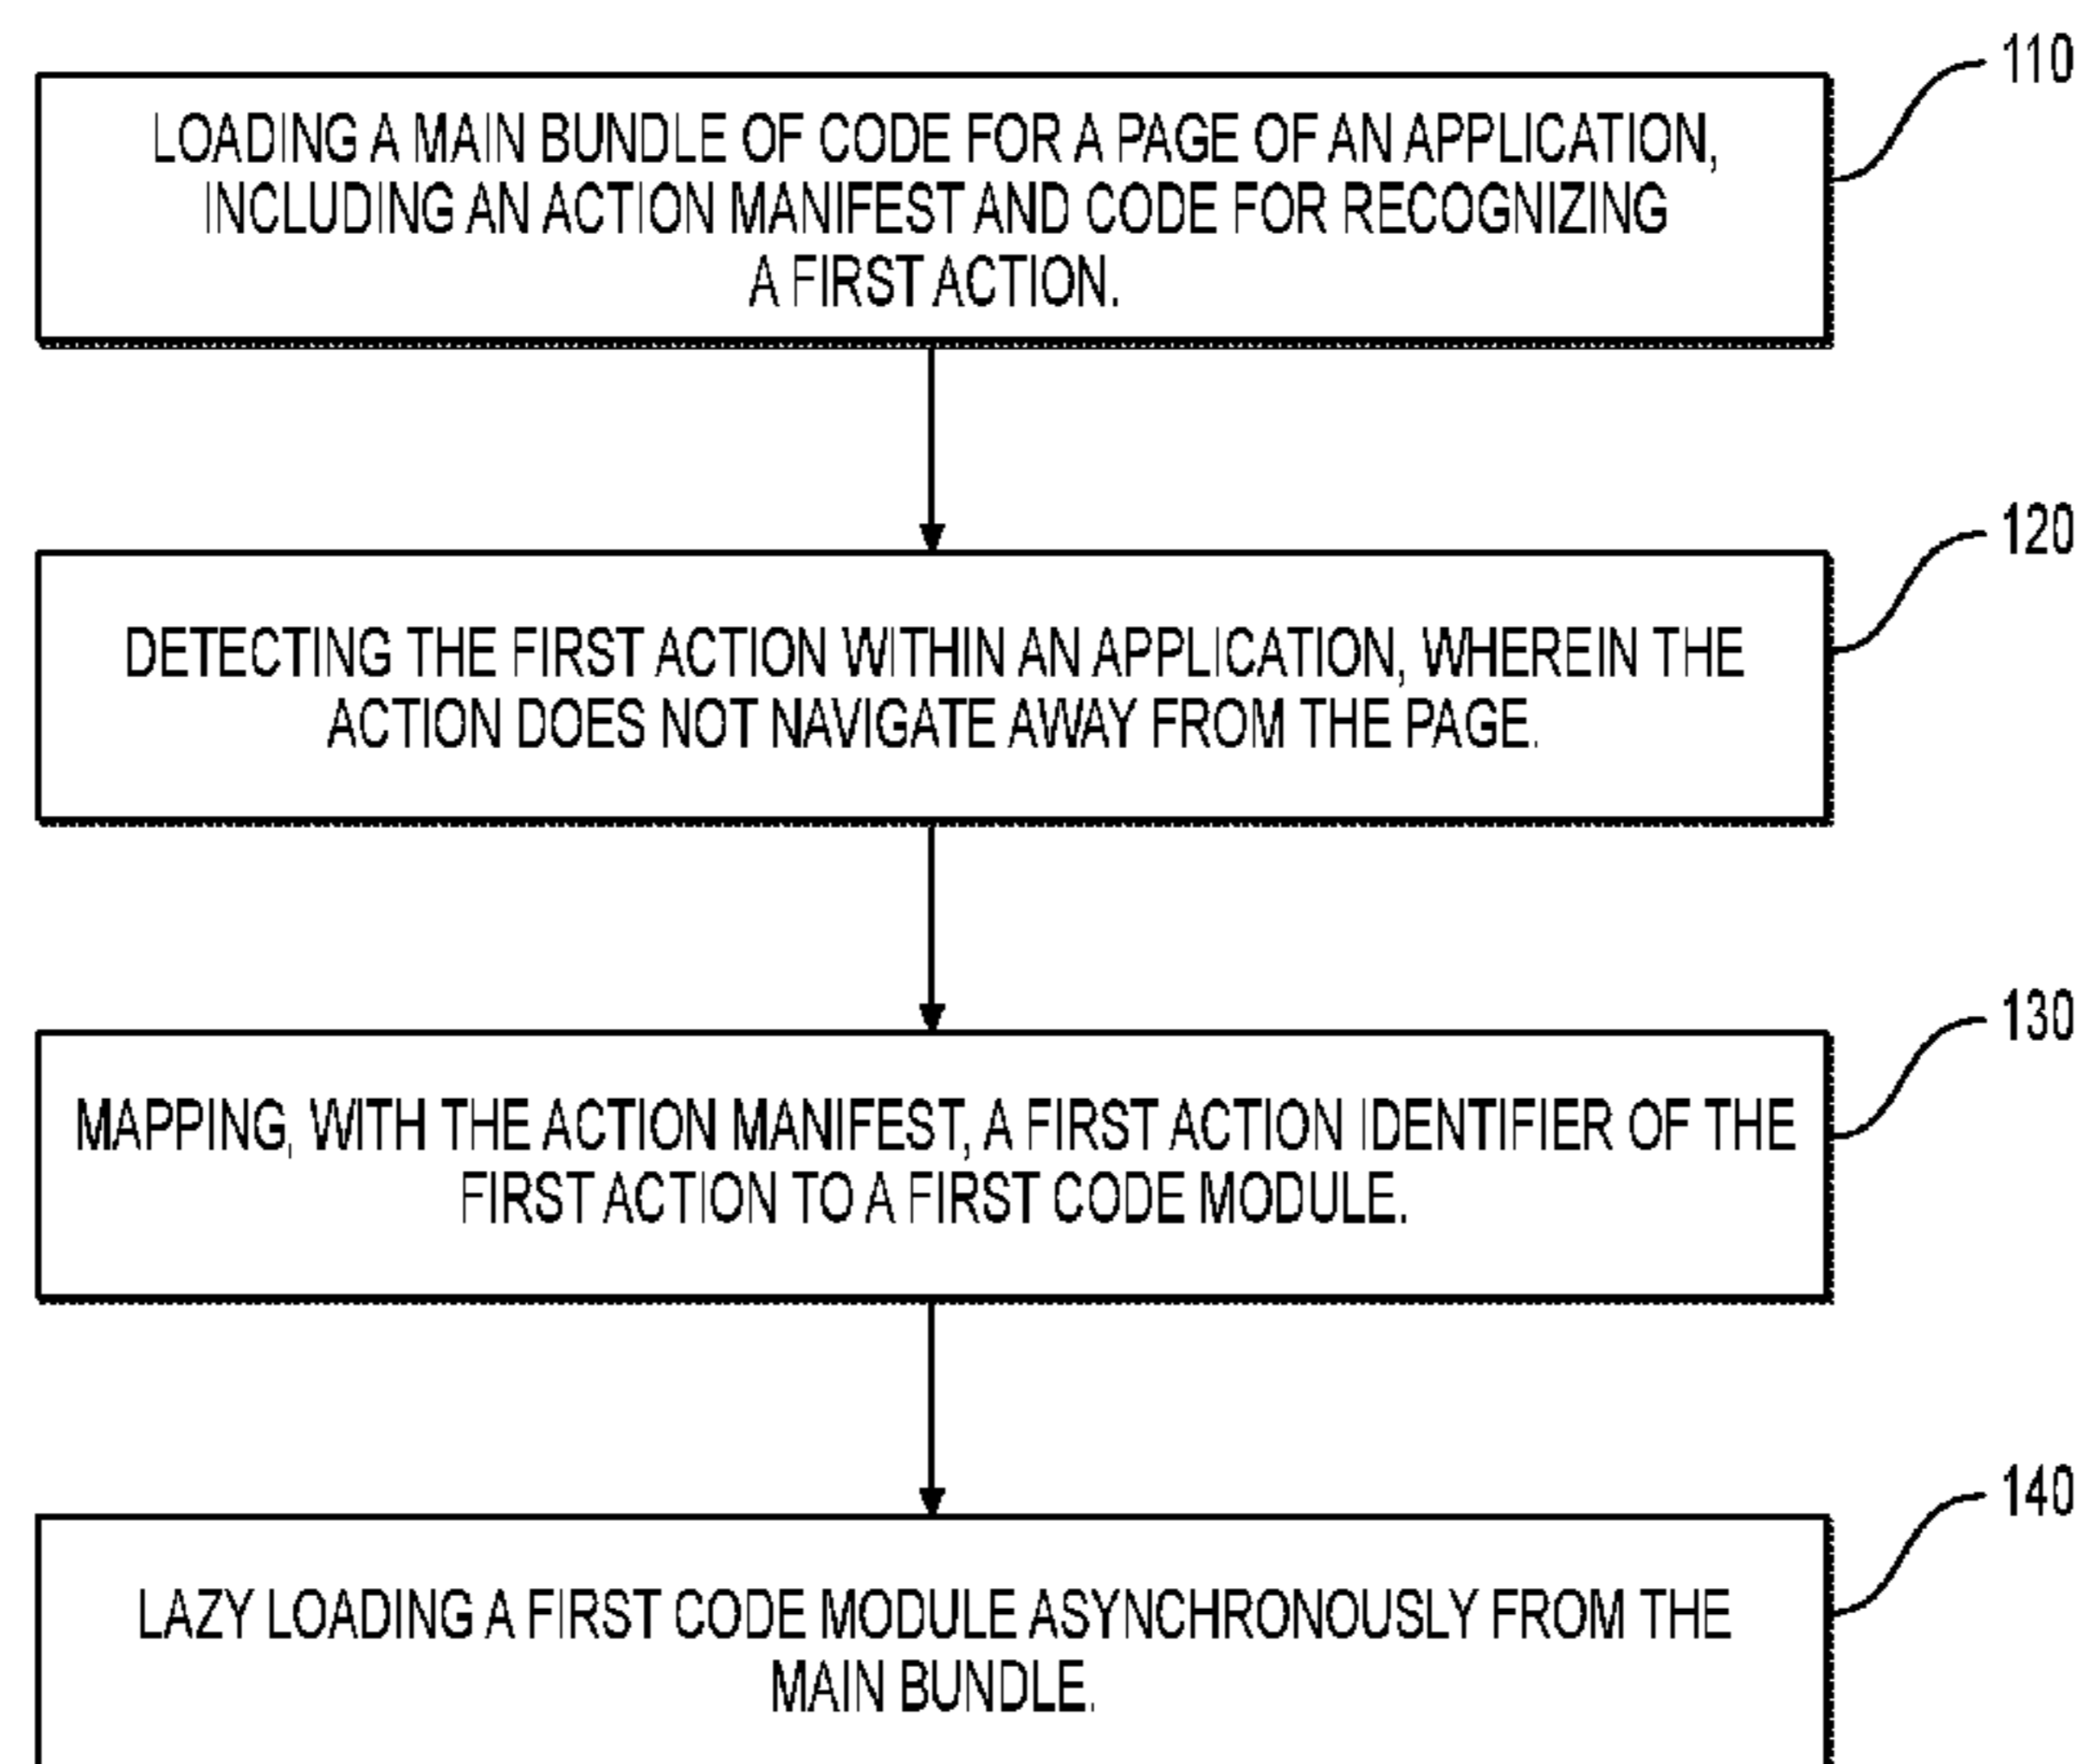 110
LOADING A MAIN BUNDLE OF CODE FOR A PAGE OF AN APPLICATION,
INCLUDING AN ACTION MANIFEST AND CODE FOR RECOGNIZING
A FIRST ACTION.
120
DETECTING THE FIRST ACTION WITHIN AN APPLICATION, WHEREIN THE
ACTION DOES NOT NAVIGATE AWAY FROM THE PAGE.
130
MAPPING, WITH THE ACTION MANIFEST, A FIRST ACTION IDENTIFIER OF THE
FIRST ACTION TO A FIRST CODE MODULE.
140
LAZY LOADING A FIRST CODE MODULE ASYNCHRONOUSLY FROM THE
MAIN BUNDLE.